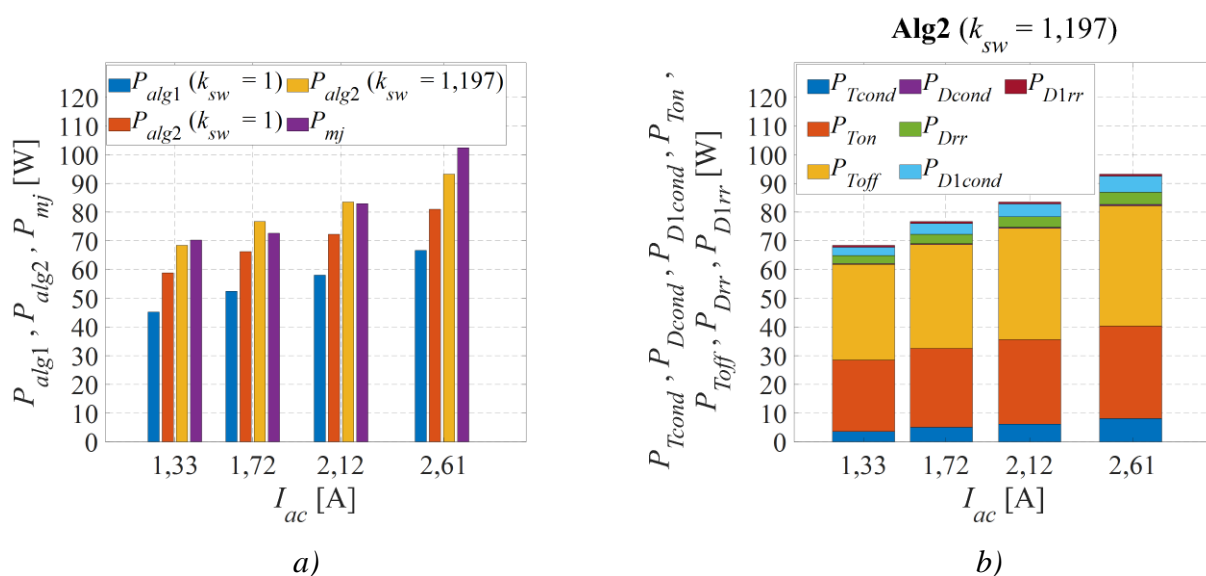 P_alg1 (k_sw = 1) P_alg2 (k_sw = 1,197)
P_alg2 (k_sw = 1) P_mj
P_alg1, P_alg2, P_mj [W]
120
110
100
90
80
70
60
50
40
30
20
10
0
1,33 1,72 2,12 2,61
I_ac [A]
a)
Alg2 (k_sw = 1,197)
P_Tcond P_Dcond P_D1rr
P_Ton P_Drr
P_Toff P_D1cond
P_Tcond, P_Dcond, P_D1cond, P_Ton,
P_Toff, P_Drr, P_D1rr [W]
120
110
100
90
80
70
60
50
40
30
20
10
0
1,33 1,72 2,12 2,61
I_ac [A]
b)